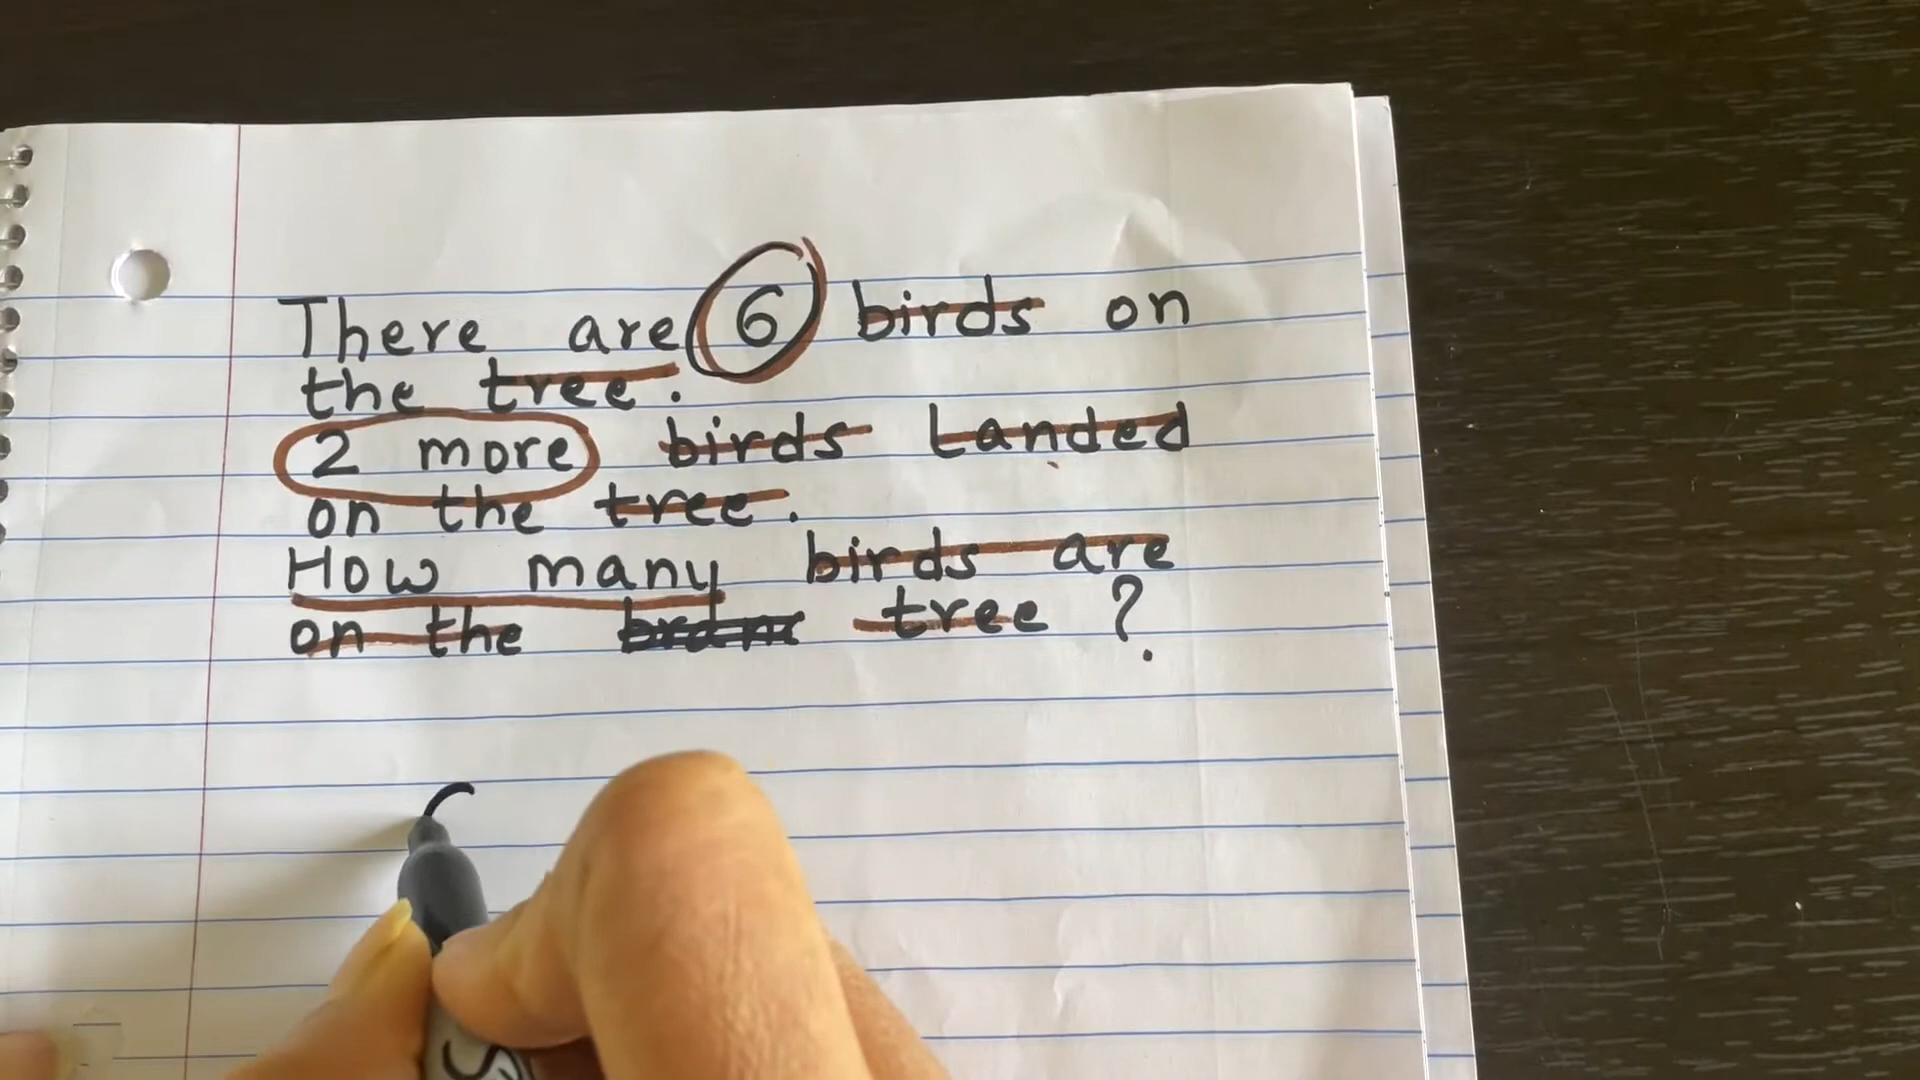 There are 6 birds on
the tree.
2 more birds landed
on the tree.
How many birds are
on the tree ?